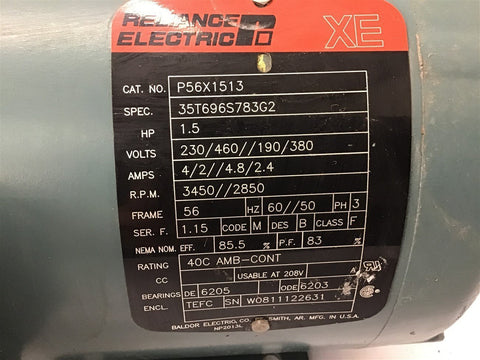 RELIANCE
ELECTRIC XE
CAT. NO. P56X1513
SPEC. 35T696S783G2
HP 1.5
VOLTS 230/460//190/380
AMPS 4/2//4.8/2.4
R.P.M. 3450//2850
FRAME 56 HZ 60//50 PH 3
SER. F. 1.15 CODE M DES B CLASS F
NEMA NOM. EFF. 85.5 % P.F. 83 %
RATING 40C AMB-CONT
CC USABLE AT 208V A
BEARINGS DE 6205 ODE 6203
ENCL. TEFC SN W0811122631
BALDOR ELECTRIC, CO. SMITH, AR. MFG. IN U.S.A.
NP2013L